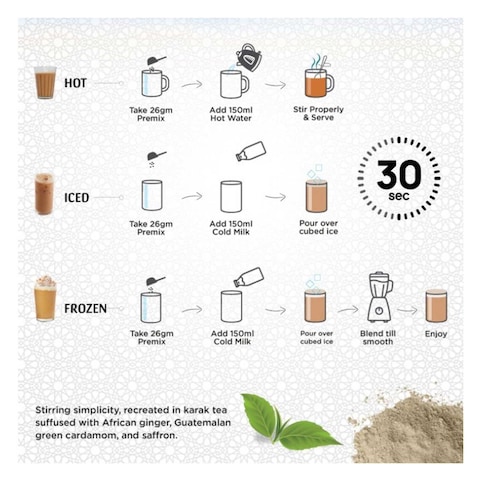 HOT
Take 26gm
Premix
Add 150ml
Hot Water
Stir Properly
& Serve
ICED
Take 26gm
Premix
Add 150ml
Cold Milk
Pour over
cubed ice
30
sec
FROZEN
Take 26gm
Premix
Add 150ml
Cold Milk
Pour over
cubed ice
Blend till
smooth
Enjoy
Stirring simplicity, recreated in karak tea
suffused with African ginger, Guatemalan
green cardamom, and saffron.